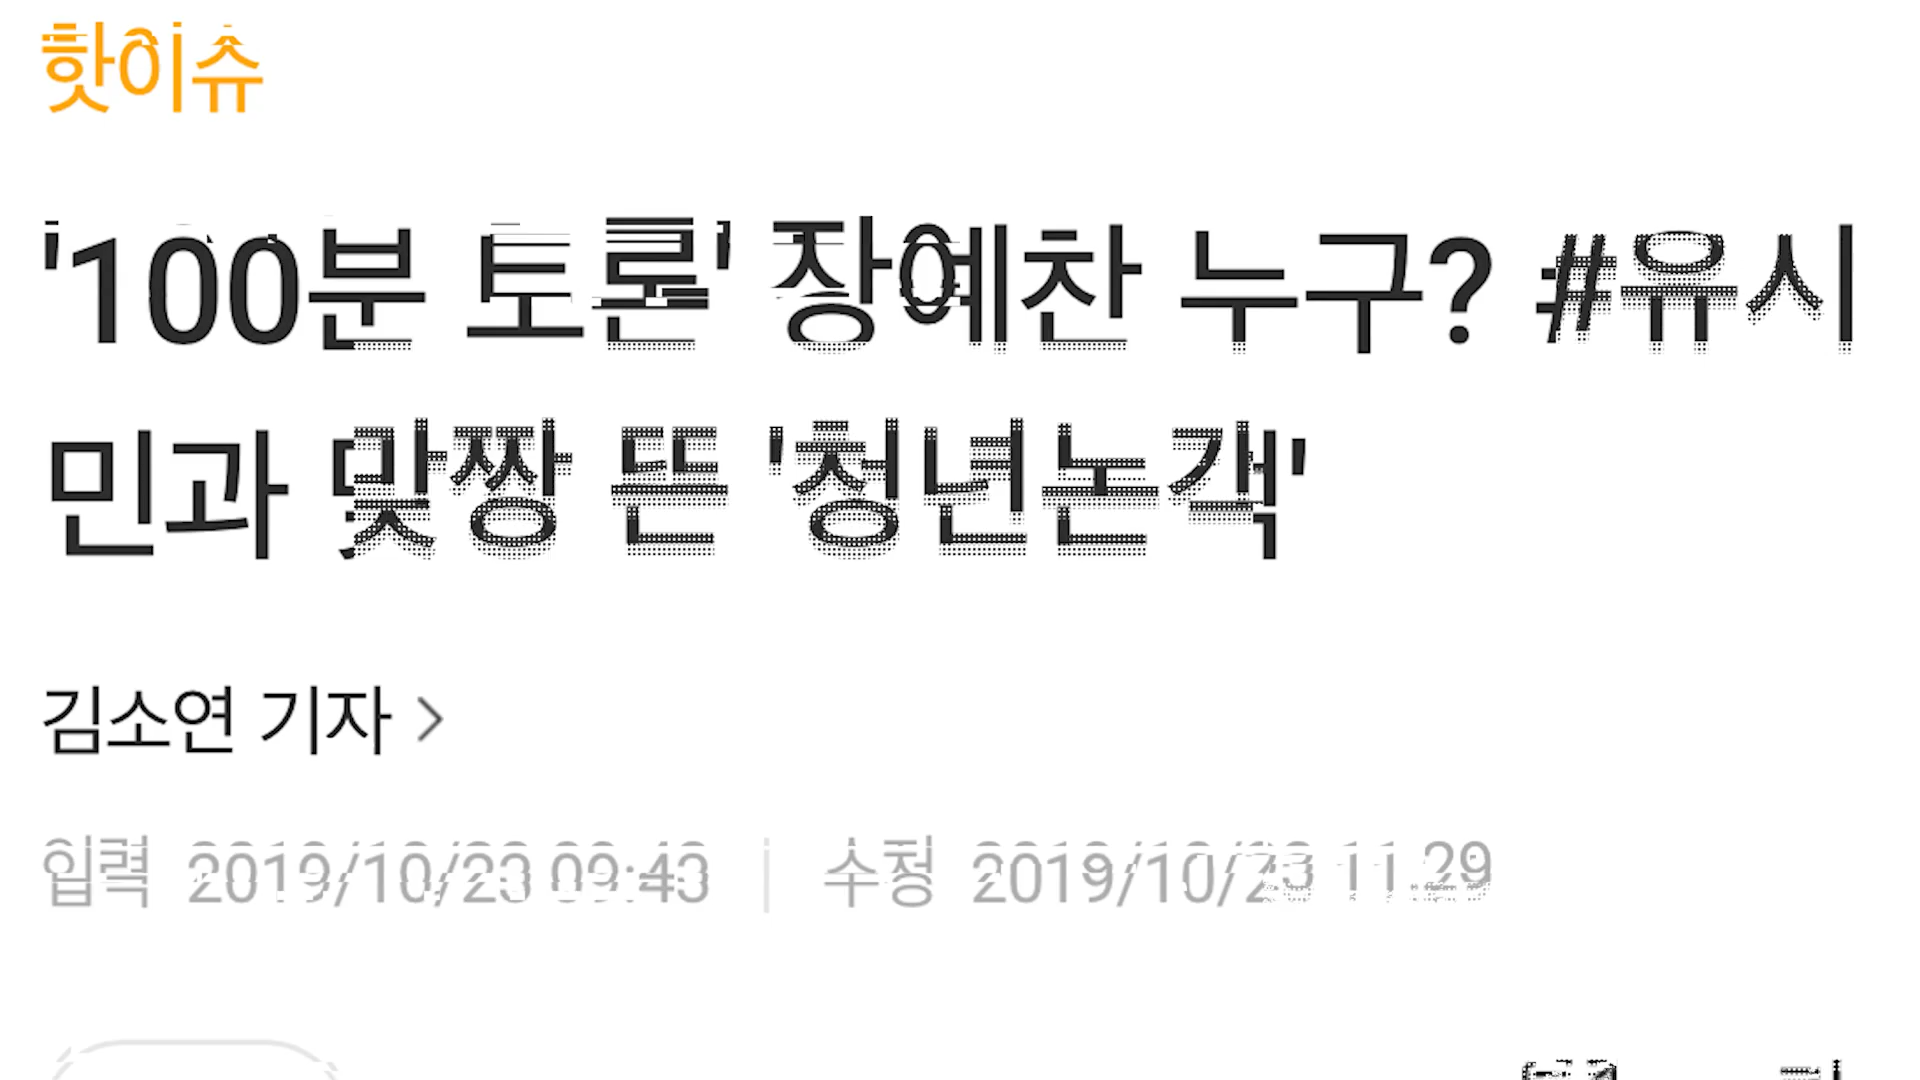 핫이슈
'100분 토론' 장예찬 누구? #유시
민과 맞짱 뜬 '청년논객'
김소연 기자 >
입력 2019/10/23 09:43 | 수정 2019/10/23 11:29